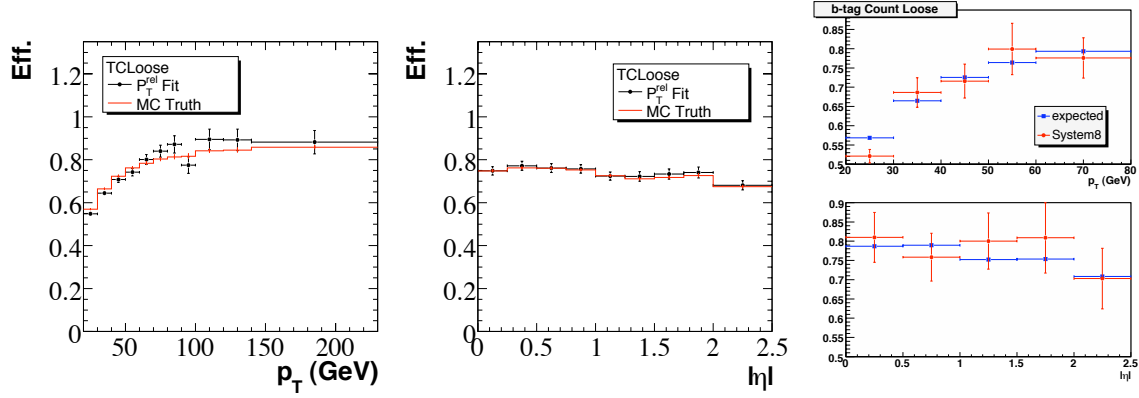 Eff.
1.2
1
0.8
0.6
0.4
0.2
0
TCLoose
P_T^rel Fit
MC Truth
50 100 150 200
p_T (GeV)
Eff.
1.2
1
0.8
0.6
0.4
0.2
0
TCLoose
P_T^rel Fit
MC Truth
0 0.5 1 1.5 2 2.5
|η|
b-tag Count Loose
0.85
0.8
0.75
0.7
0.65
0.6
0.55
0.5
expected
System8
20 30 40 50 60 70 80
p_T (GeV)
0.9
0.85
0.8
0.75
0.7
0.65
0.6
0.55
0.5
0 0.5 1 1.5 2 2.5
|η|